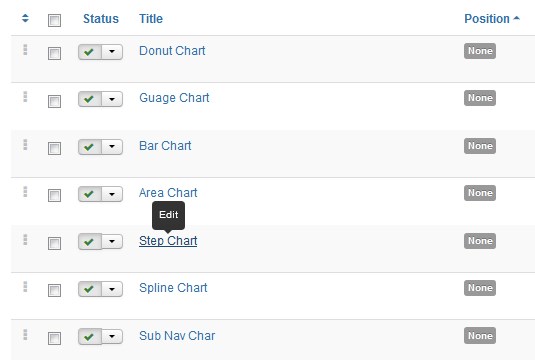 Status Title Position
Donut Chart None
Guage Chart None
Bar Chart None
Area Chart None
Edit
Step Chart None
Spline Chart None
Sub Nav Char None